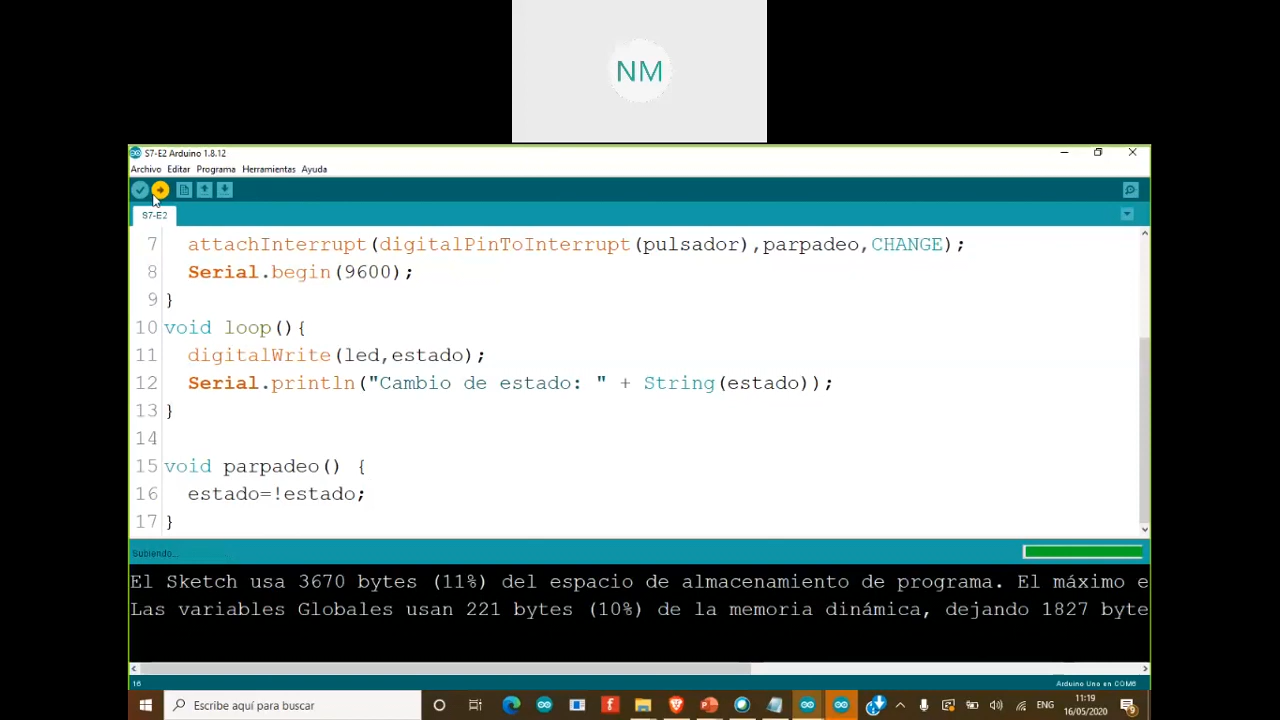 NM
S7-E2 Arduino 1.8.12
Archivo Editar Programa Herramientas Ayuda
S7-E2
7 attachInterrupt(digitalPinToInterrupt(pulsador),parpadeo,CHANGE);
8 Serial.begin(9600);
9 }
10 void loop(){
11 digitalWrite(led,estado);
12 Serial.println("Cambio de estado: " + String(estado));
13 }
14
15 void parpadeo() {
16 estado=!estado;
17 }
Subiendo...
El Sketch usa 3670 bytes (11%) del espacio de almacenamiento de programa. El máximo e
Las variables Globales usan 221 bytes (10%) de la memoria dinámica, dejando 1827 byte
16 Arduino Uno en COM6
Escribe aquí para buscar
ENG
11:19
16/05/2020
9